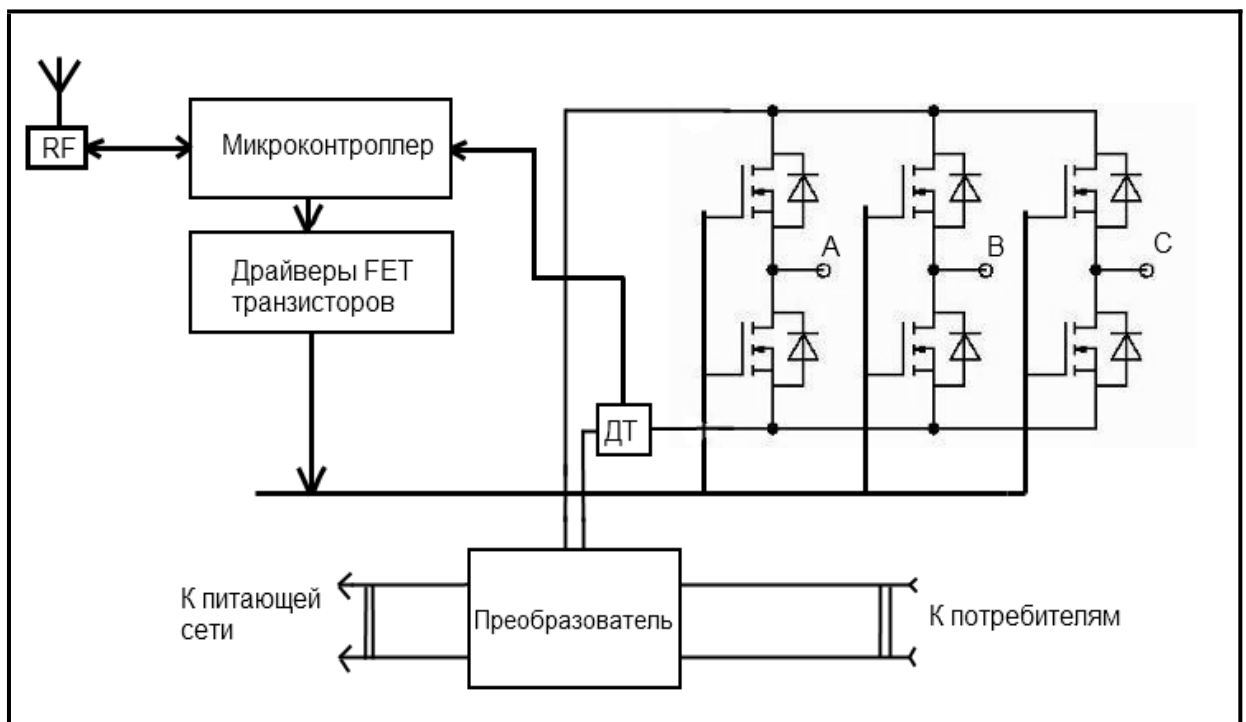 RF
Микроконтроллер
Драйверы FET
транзисторов
A
B
C
ДТ
К питающей
сети
Преобразователь
К потребителям